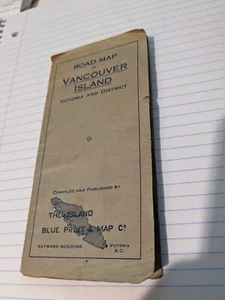 ROAD MAP
OF
VANCOUVER
ISLAND
VICTORIA AND DISTRICT
COMPILED AND PUBLISHED BY
THE ISLAND
BLUE PRINT & MAP Co
SAYWARD BUILDING
VICTORIA
B.C.